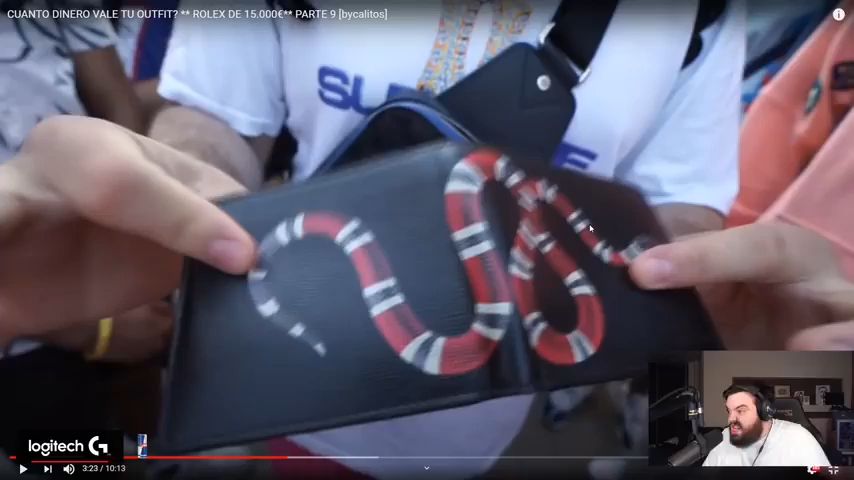 CUANTO DINERO VALE TU OUTFIT? ** ROLEX DE 15.000€** PARTE 9 [bycalitos]
logitech G
3:23 / 10:13